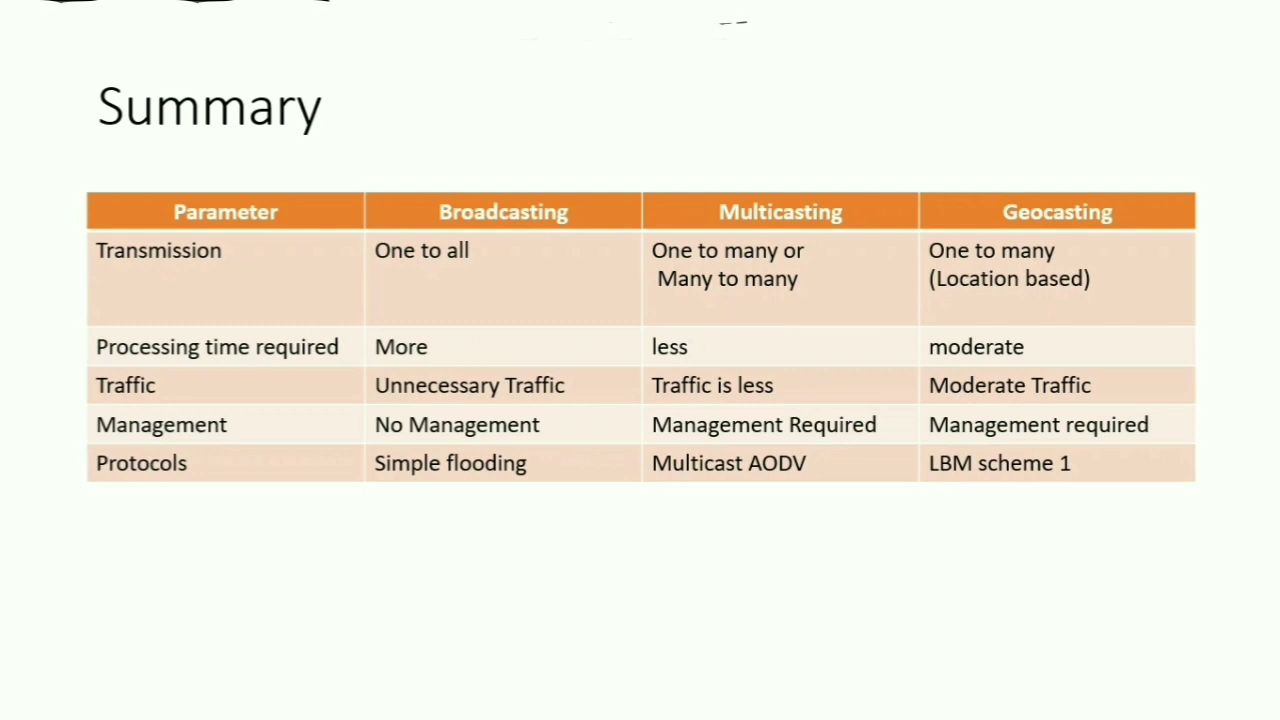 Summary
Parameter Broadcasting Multicasting Geocasting
Transmission One to all One to many or One to many
Many to many (Location based)
Processing time required More less moderate
Traffic Unnecessary Traffic Traffic is less Moderate Traffic
Management No Management Management Required Management required
Protocols Simple flooding Multicast AODV LBM scheme 1